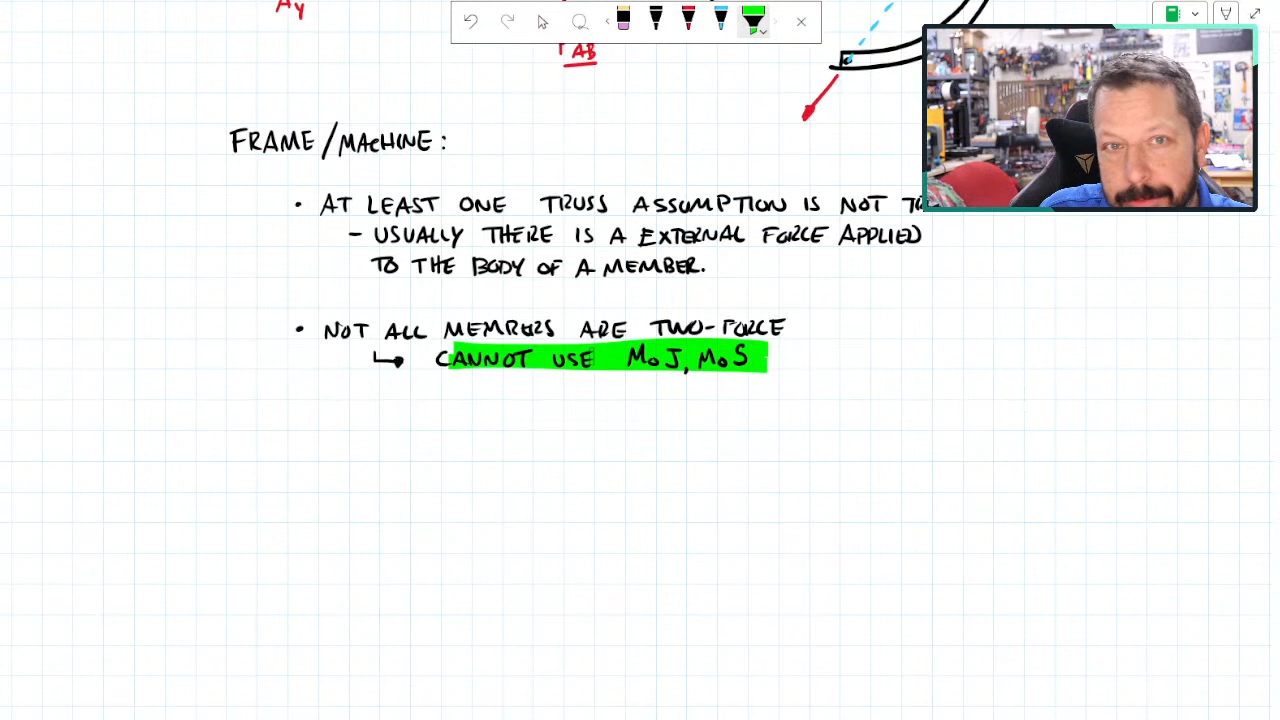 Ay
AB
FRAME/MACHINE:
• AT LEAST ONE TRUSS ASSUMPTION IS NOT
- USUALLY THERE IS A EXTERNAL FORCE APPLIED
TO THE BODY OF A MEMBER.
• NOT ALL MEMBERS ARE TWO-FORCE
CANNOT USE MoJ, MoS